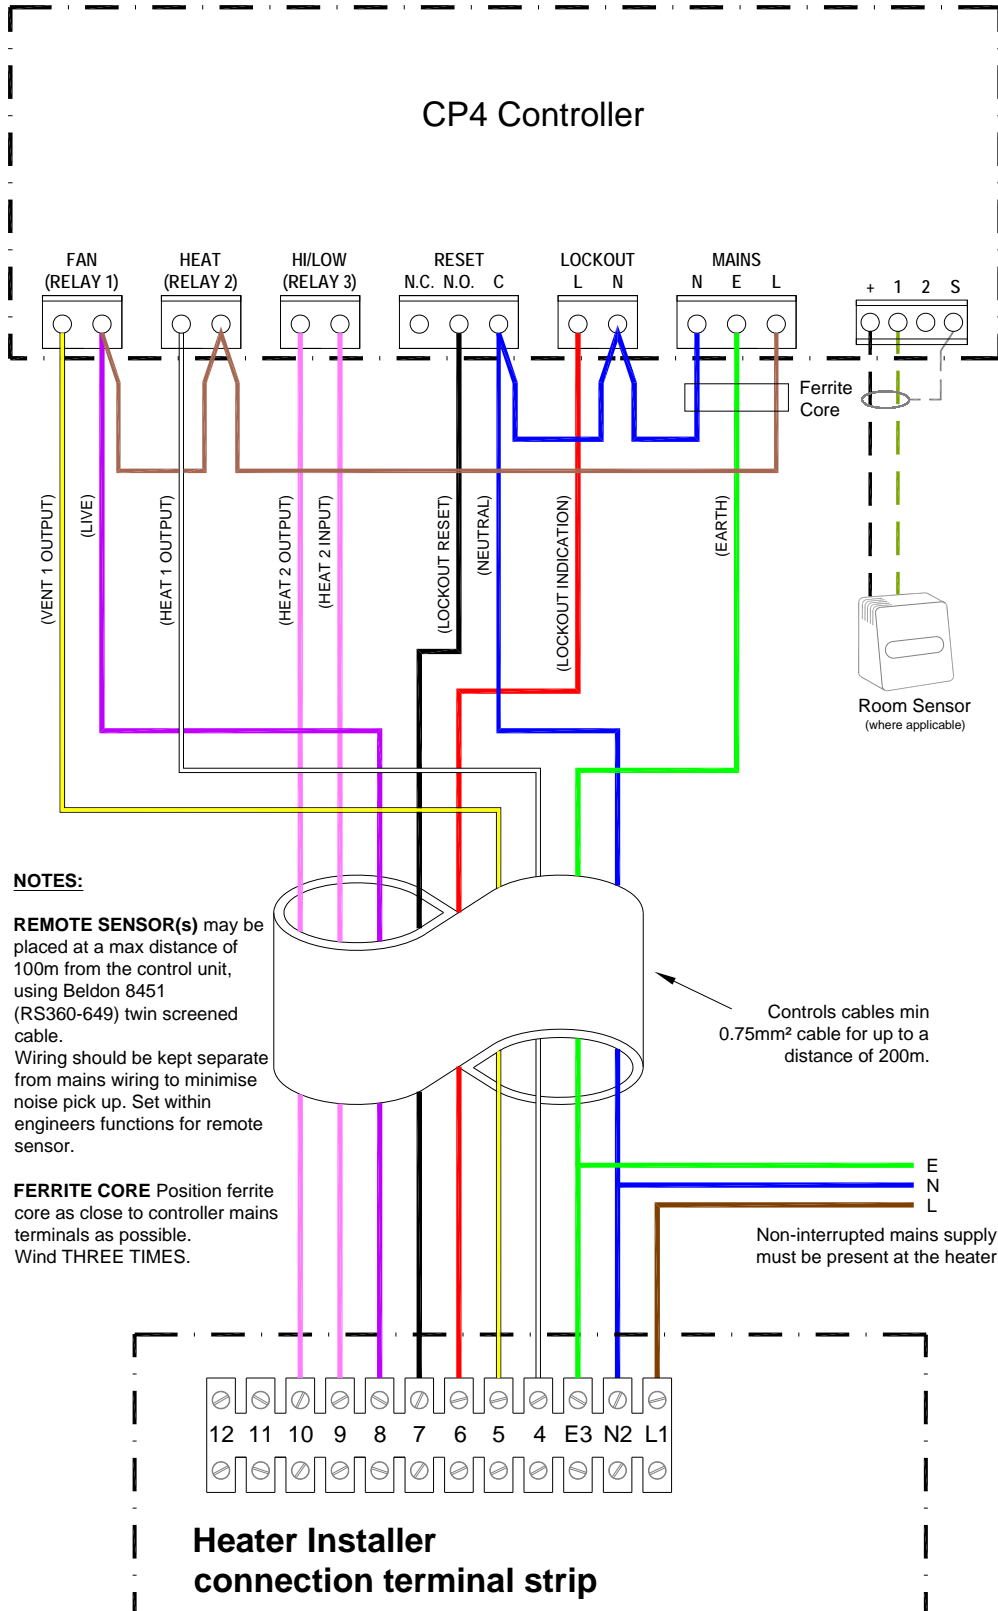 CP4 Controller
FAN
(RELAY 1)
HEAT
(RELAY 2)
HI/LOW
(RELAY 3)
RESET
N.C. N.O. C
LOCKOUT
L N
MAINS
N E L
+ 1 2 S
Ferrite
Core
(VENT 1 OUTPUT)
(LIVE)
(HEAT 1 OUTPUT)
(HEAT 2 OUTPUT)
(HEAT 2 INPUT)
(LOCKOUT RESET)
(NEUTRAL)
(LOCKOUT INDICATION)
(EARTH)
Room Sensor
(where applicable)
NOTES:
REMOTE SENSOR(s) may be
placed at a max distance of
100m from the control unit,
using Beldon 8451
(RS360-649) twin screened
cable.
Wiring should be kept separate
from mains wiring to minimise
noise pick up. Set within
engineers functions for remote
sensor.
FERRITE CORE Position ferrite
core as close to controller mains
terminals as possible.
Wind THREE TIMES.
Controls cables min
0.75mm² cable for up to a
distance of 200m.
E
N
L
Non-interrupted mains supply
must be present at the heater
12 11 10 9 8 7 6 5 4 E3 N2 L1
Heater Installer
connection terminal strip